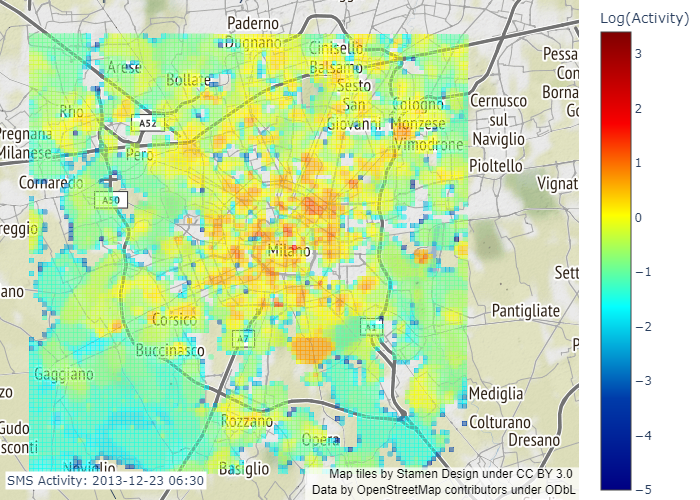 Log(Activity)
3
2
1
0
−1
−2
−3
−4
−5
Paderno
Dugnano
Cinisello
Balsamo
Arese
Bollate
Sesto
San
Giovanni
Cologno
Monzese
Vimodrone
Cernusco
sul
Naviglio
Pioltello
Pessa
Con
Borna
Go
Rho
A52
Pregnana
Milanese
Pero
Cornaredo
A50
Vignat
reggio
Milano
Sett
ano
Pantigliate
Corsico
A7
A1
Buccinasco
Gaggiano
P
zzo
Mediglia
Rozzano
Colturano
Opera
Dresano
Gudo
sconti
Noviglio
Basiglio
SMS Activity: 2013-12-23 06:30
Map tiles by Stamen Design under CC BY 3.0
Data by OpenStreetMap contributors under ODbL